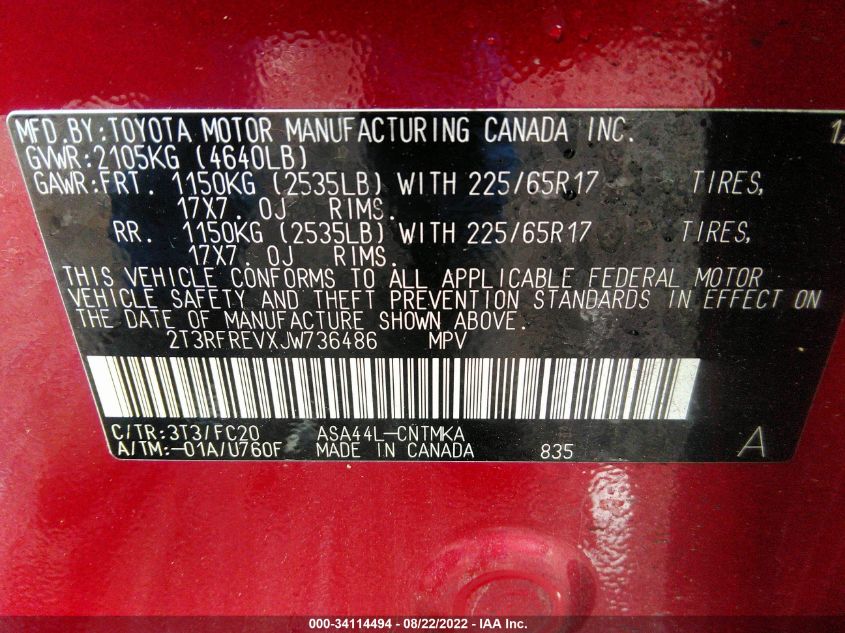 MFD.BY:TOYOTA MOTOR MANUFACTURING CANADA INC. 12
GVWR:2105KG (4640LB)
GAWR:FRT. 1150KG (2535LB) WITH 225/65R17 TIRES,
17X7. 0J RIMS.
RR. 1150KG (2535LB) WITH 225/65R17 TIRES,
17X7. 0J RIMS.
THIS VEHICLE CONFORMS TO ALL APPLICABLE FEDERAL MOTOR
VEHICLE SAFETY AND THEFT PREVENTION STANDARDS IN EFFECT ON
THE DATE OF MANUFACTURE SHOWN ABOVE.
2T3RFREVXJW736486 MPV
C/TR:3T3/FC20 ASA44L-CNTMKA
A/TM:-01A/U760F MADE IN CANADA 835 A
000-34114494 - 08/22/2022 - IAA Inc.